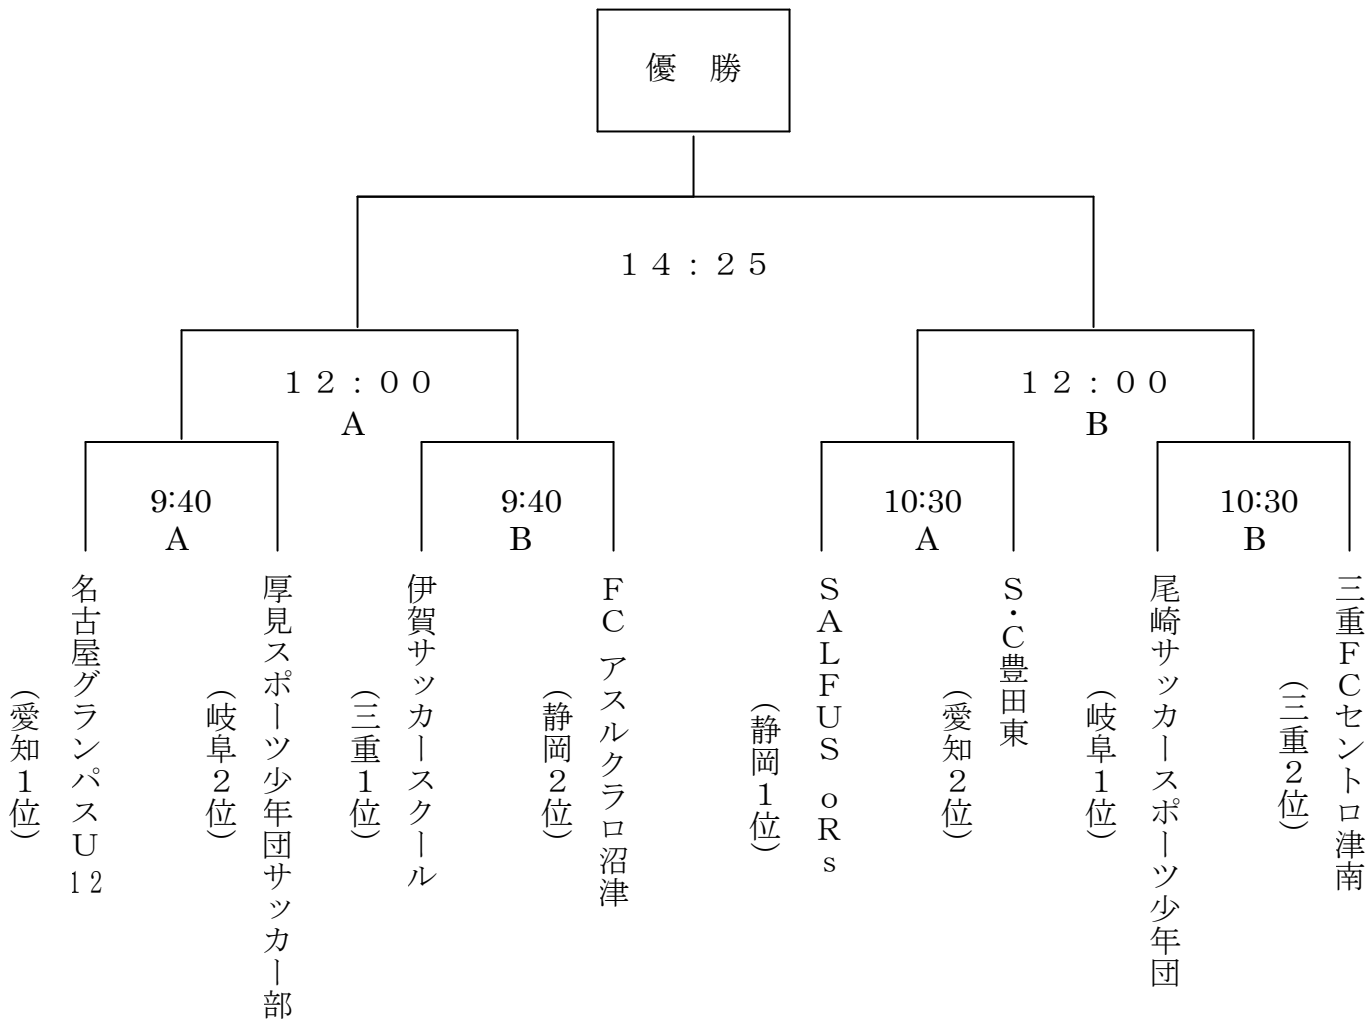 優　勝
１４：２５
１２：００
A
１２：００
B
9:40
A
9:40
B
10:30
A
10:30
B
名古屋グランパスＵ12
（愛知１位）
厚見スポーツ少年団サッカー部
（岐阜２位）
伊賀サッカースクール
（三重１位）
ＦＣ アスルクラロ沼津
（静岡２位）
ＳＡＬＦＵＳ ｏＲｓ
（静岡１位）
Ｓ・Ｃ豊田東
（愛知２位）
尾崎サッカースポーツ少年団
（岐阜１位）
三重ＦＣセントロ津南
（三重２位）